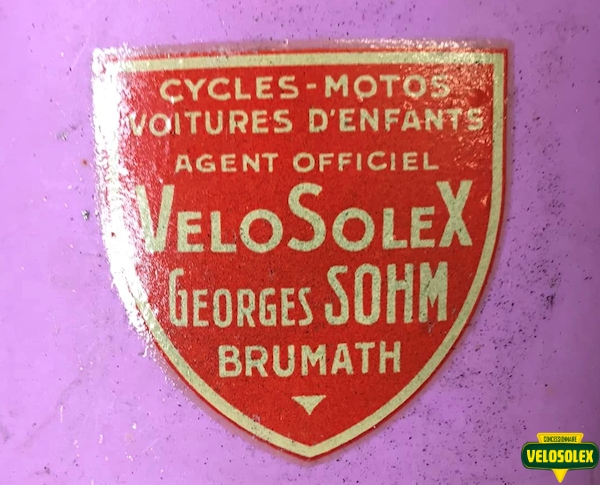 CYCLES-MOTOS
VOITURES D'ENFANTS
AGENT OFFICIEL
VELOSOLEX
GEORGES SOHM
BRUMATH
CONCESSIONNAIRE
VELOSOLEX